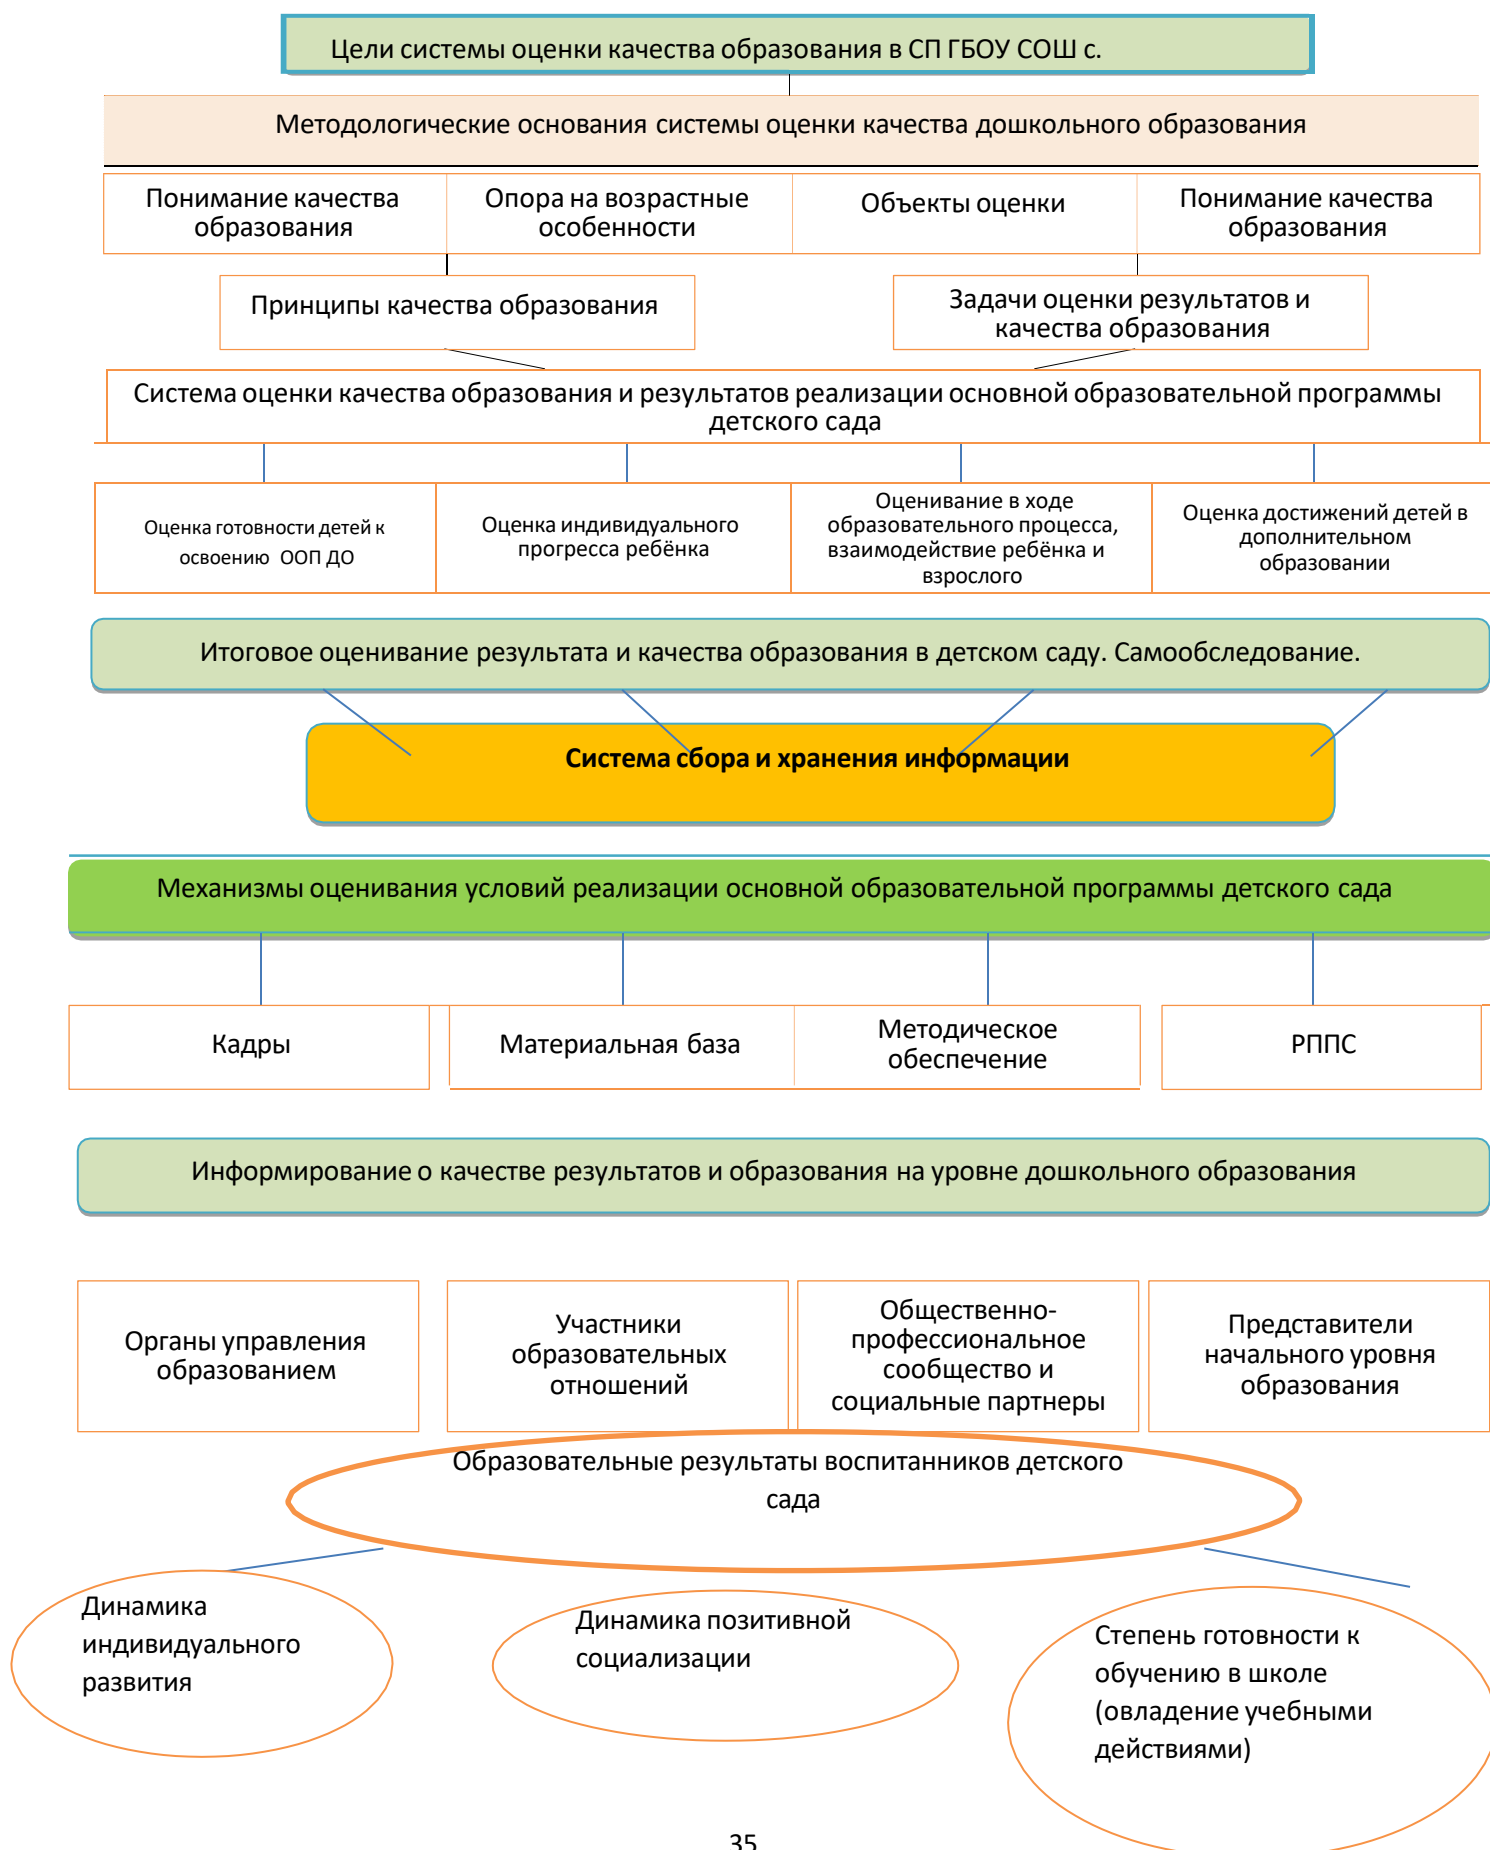 Цели системы оценки качества образования в СП ГБОУ СОШ с.
Методологические основания системы оценки качества дошкольного образования
Понимание качества
образования
Опора на возрастные
особенности
Объекты оценки
Понимание качества
образования
Принципы качества образования
Задачи оценки результатов и
качества образования
Система оценки качества образования и результатов реализации основной образовательной программы
детского сада
Оценка готовности детей к
освоению ООП ДО
Оценка индивидуального
прогресса ребёнка
Оценивание в ходе
образовательного процесса,
взаимодействие ребёнка и
взрослого
Оценка достижений детей в
дополнительном
образовании
Итоговое оценивание результата и качества образования в детском саду. Самообследование.
Система сбора и хранения информации
Механизмы оценивания условий реализации основной образовательной программы детского сада
Кадры
Материальная база
Методическое
обеспечение
РППС
Информирование о качестве результатов и образования на уровне дошкольного образования
Органы управления
образованием
Участники
образовательных
отношений
Общественно-
профессиональное
сообщество и
социальные партнеры
Представители
начального уровня
образования
Образовательные результаты воспитанников детского
сада
Динамика
индивидуального
развития
Динамика позитивной
социализации
Степень готовности к
обучению в школе
(овладение учебными
действиями)
35